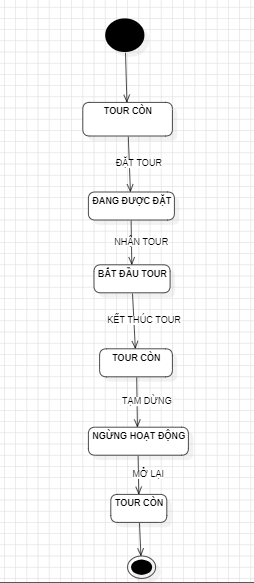 TOUR CÒN
ĐẶT TOUR
ĐANG ĐƯỢC ĐẶT
NHẬN TOUR
BẮT ĐẦU TOUR
KẾT THÚC TOUR
TOUR CÒN
TẠM DỪNG
NGỪNG HOẠT ĐỘNG
MỞ LẠI
TOUR CÒN